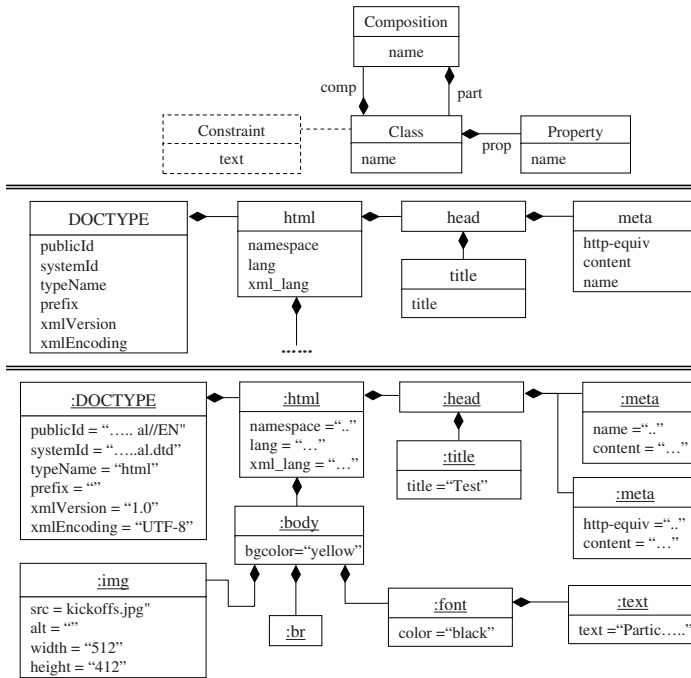 Composition
name
comp
part
Constraint
text
Class
name
prop
Property
name
DOCTYPE
publicId
systemId
typeName
prefix
xmlVersion
xmlEncoding
html
namespace
lang
xml_lang
......
head
title
title
meta
http-equiv
content
name
:DOCTYPE
publicId = “….. al//EN"
systemId = “…..al.dtd”
typeName = “html”
prefix = “”
xmlVersion = “1.0”
xmlEncoding = “UTF-8”
:html
namespace =“..”
lang = “…”
xml_lang = “…”
:head
:title
title =“Test”
:meta
name =“..”
content = “…”
:meta
http-equiv =“..”
content = “…”
:body
bgcolor=“yellow”
:img
src = kickoffs.jpg"
alt = “”
width = “512”
height = “412”
:br
:font
color = “black”
:text
text =“Partic…..”